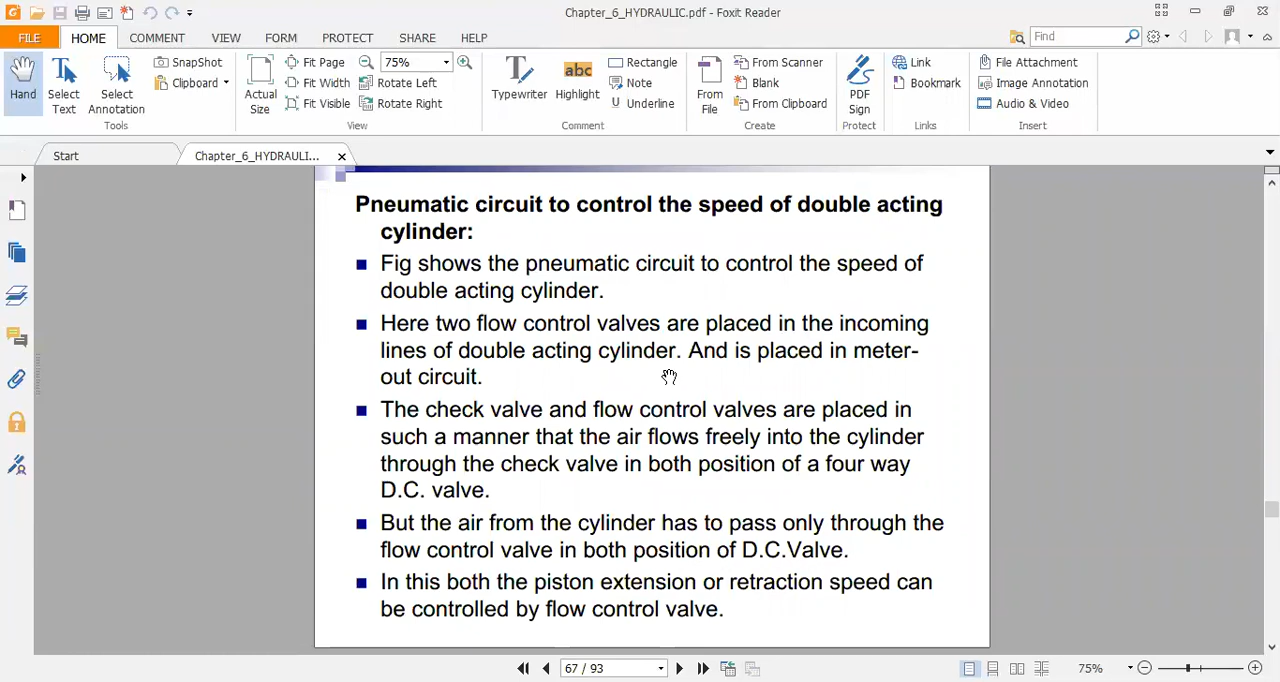 Chapter_6_HYDRAULIC.pdf - Foxit Reader
FILE HOME COMMENT VIEW FORM PROTECT SHARE HELP Find
Hand
Select Text
Select Annotation
SnapShot
Clipboard
Tools
Actual Size
Fit Page
Fit Width
Fit Visible
75%
Rotate Left
Rotate Right
View
Typewriter
abc
Highlight
Rectangle
Note
U Underline
Comment
From File
From Scanner
Blank
From Clipboard
Create
PDF Sign
Protect
Link
Bookmark
Links
File Attachment
Image Annotation
Audio & Video
Insert
Start Chapter_6_HYDRAULI...
Pneumatic circuit to control the speed of double acting
cylinder:
Fig shows the pneumatic circuit to control the speed of
double acting cylinder.
Here two flow control valves are placed in the incoming
lines of double acting cylinder. And is placed in meter-
out circuit.
The check valve and flow control valves are placed in
such a manner that the air flows freely into the cylinder
through the check valve in both position of a four way
D.C. valve.
But the air from the cylinder has to pass only through the
flow control valve in both position of D.C.Valve.
In this both the piston extension or retraction speed can
be controlled by flow control valve.
67 / 93
75%